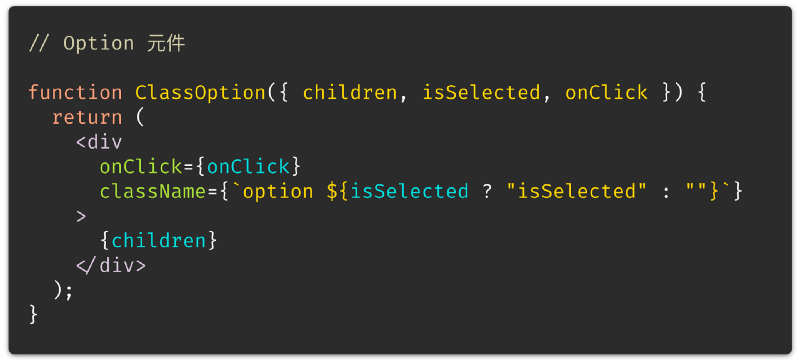 // Option 元件
function ClassOption({ children, isSelected, onClick }) {
return (
<div
onClick={onClick}
className={`option ${isSelected ? "isSelected" : ""}`}
>
{children}
</div>
);
}